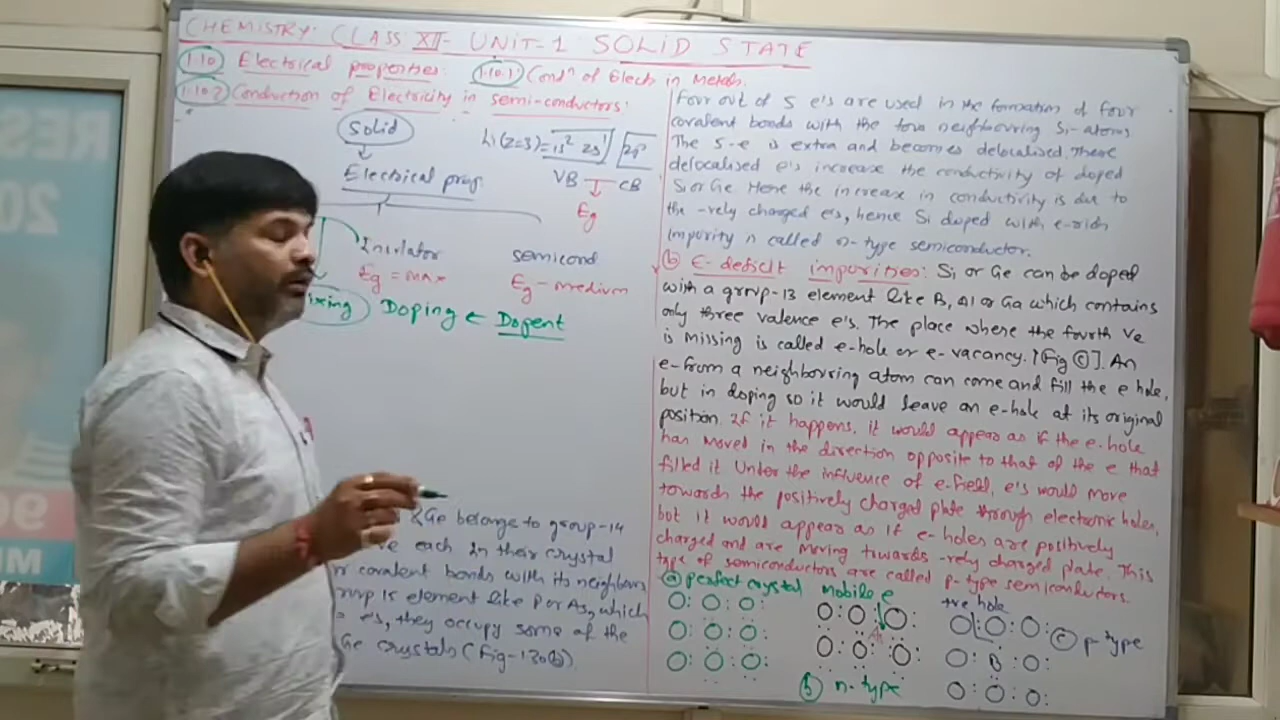 CHEMISTRY: CLASS XII- UNIT-1 SOLID STATE
1.10 Electrical properties: 1.10.1 Condn of Elect in Metals.
1.10.2 Conduction of Electricity in semi-conductors:
Solid
Electrical prop.
Li(Z=3)=1s² 2s¹ 2p⁰
VB CB
Eg
Insulator
Eg = max
semicond
Eg - medium
ixing Doping ← Dopent
&Ge belonge to group-14
ve each in their crystal
r covalent bonds with its neighbour
roup 15 element like P or As, which
= e's, they occupy some of the
Ge crystals (Fig-1.30(b)).
Four out of 5 e's are used in the formation of four
covalent bonds with the four neighbouring Si-atoms
The 5-e is extra and becomes delocalised. These
delocalised e's increase the conductivity of doped
Si or Ge Here the increase in conductivity is due to
the -vely charged e's, hence Si doped with e-rich
impurity n called n-type semiconductor.
(b) E-deficit impurities: Si or Ge can be doped
with a group-13 element like B, Al or Ga which contains
only three valence e's. The place where the fourth ve
is missing is called e-hole or e-vacancy. [Fig (c)]. An
e-from a neighbouring atom can come and fill the e hole,
but in doping so it would leave an e-hole at its original
position. If it happens, it would appear as if the e-hole
has moved in the direction opposite to that of the e that
filled it Under the influence of e-field, e's would move
towards the positively charged plate through electronic holes,
but it would appear as if e-holes are positively
charged and are moving towards -vely charged plate. This
type of semiconductors are called p-type semiconductors.
(a) perfect crystal mobile e +ve hole
(c) p-type
B
(b) n-type
RES
20
96